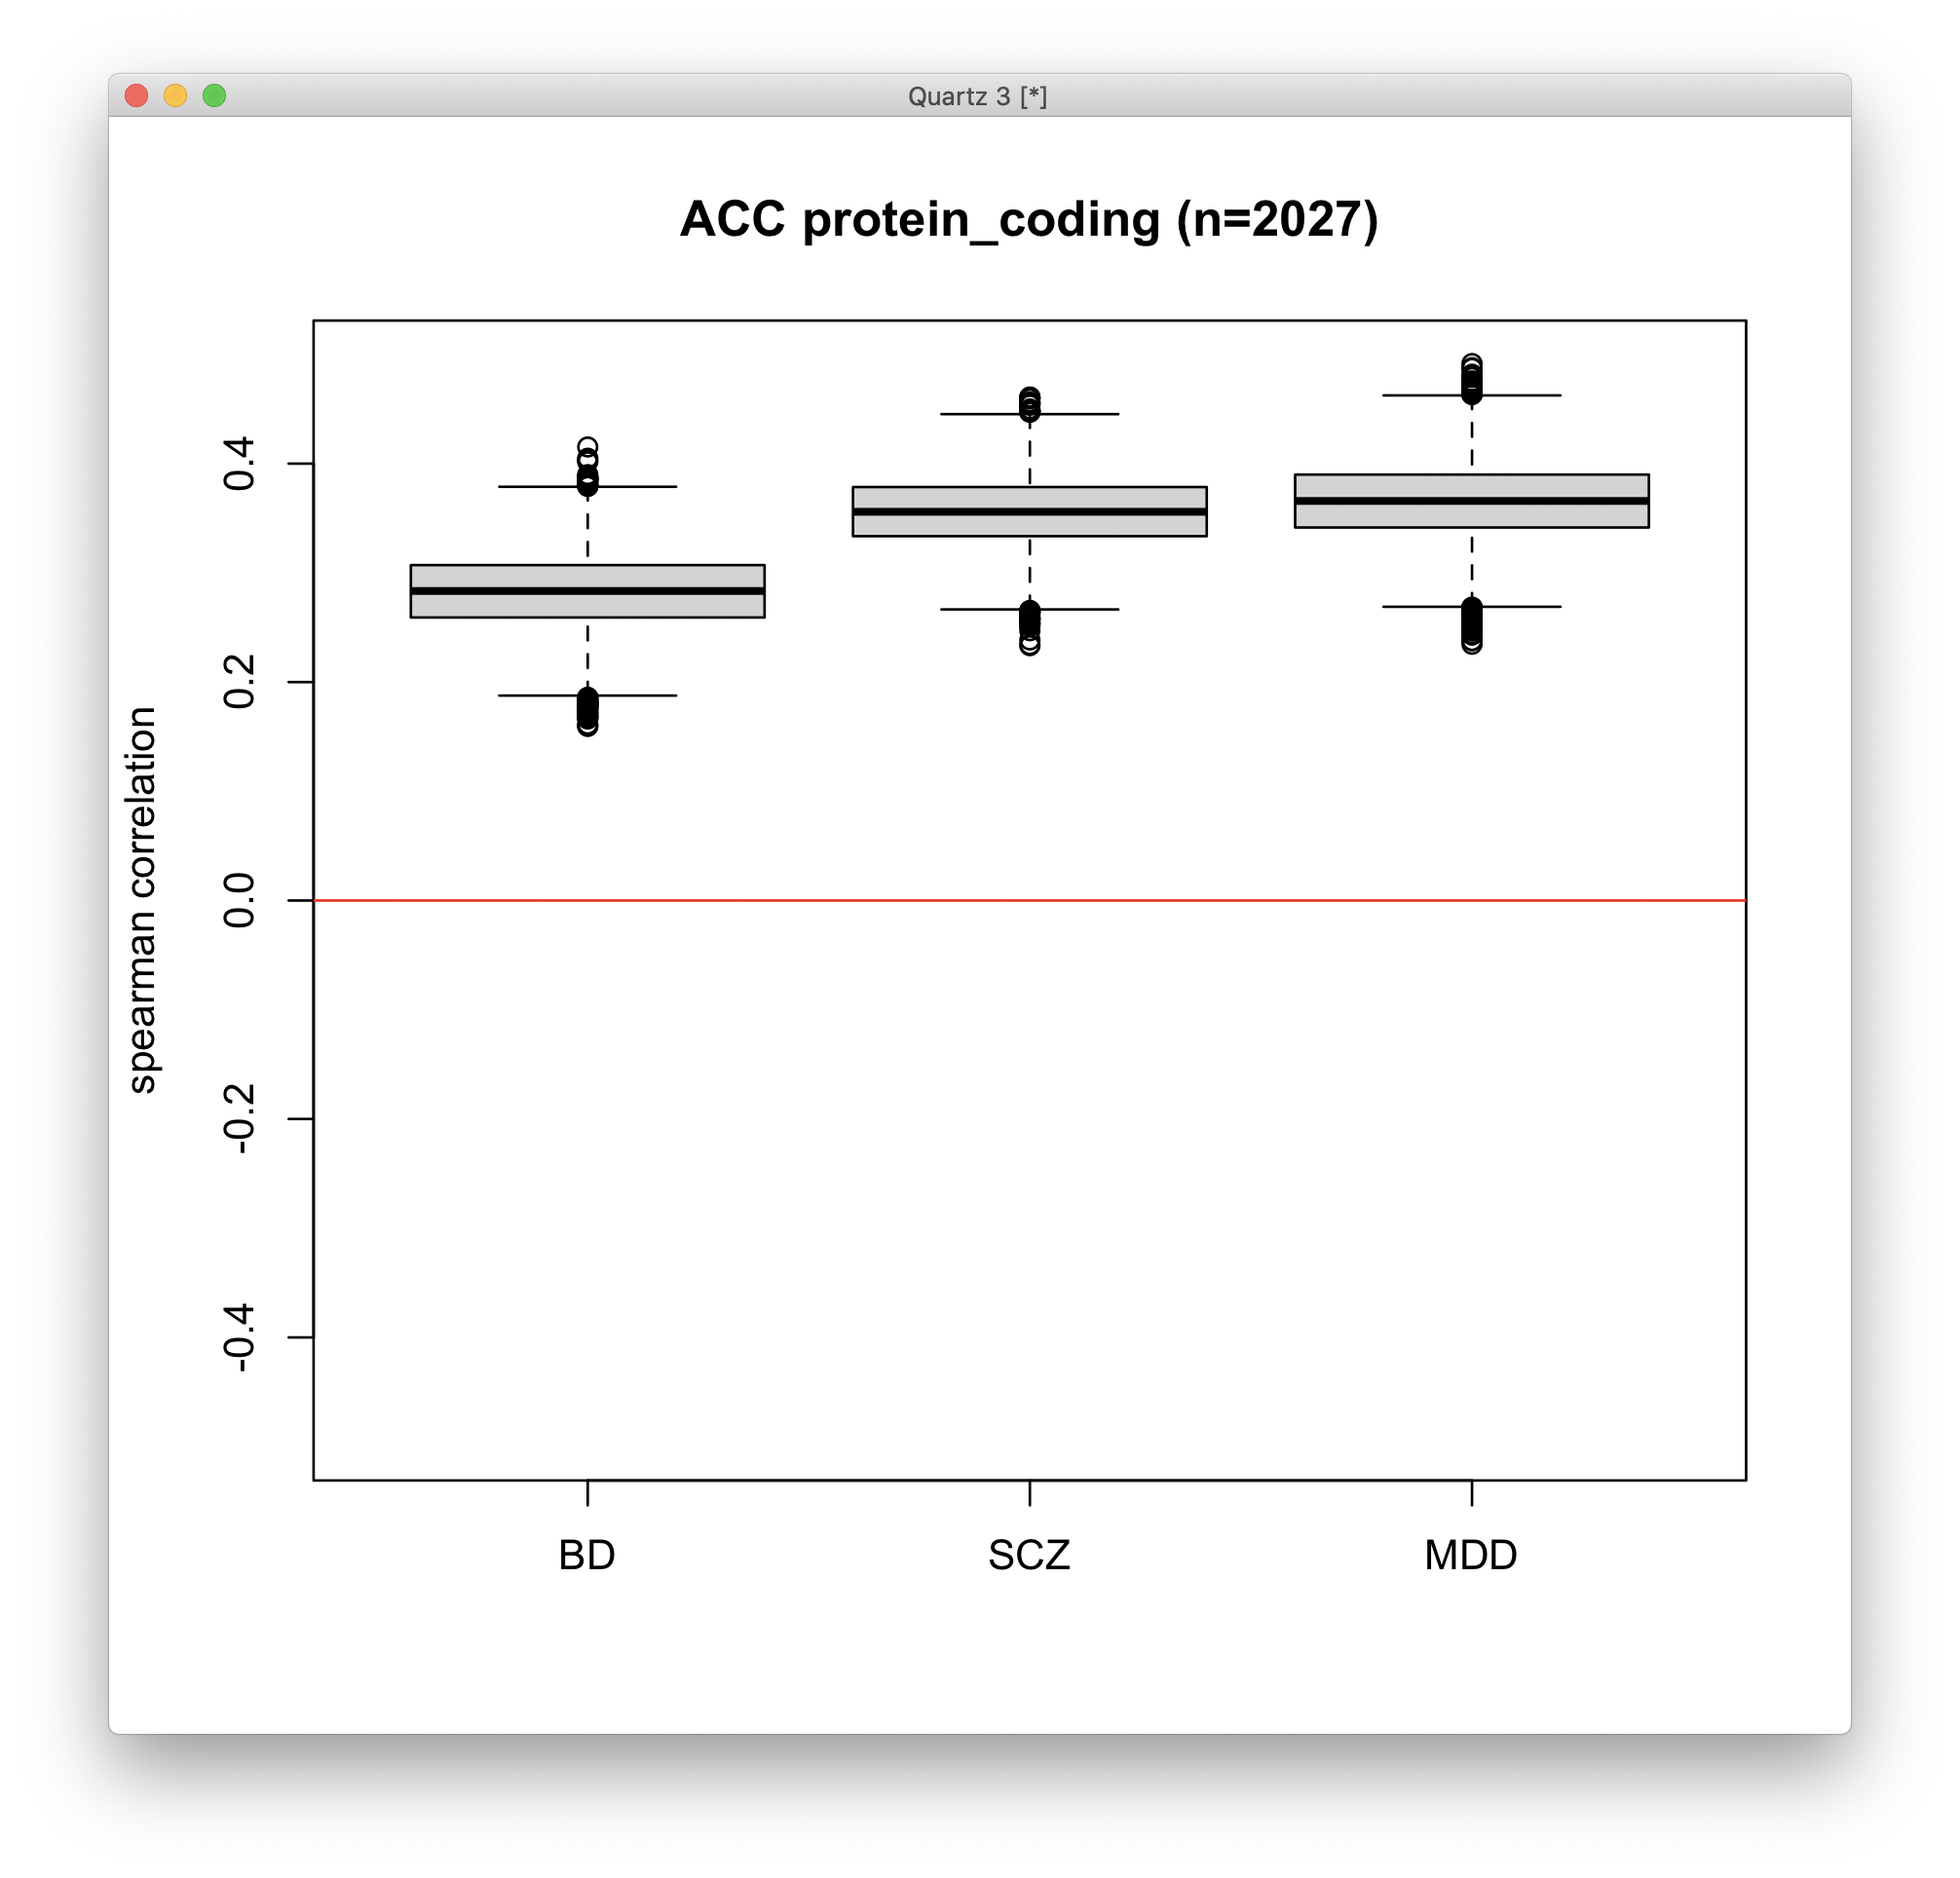 Quartz 3 [*]
ACC protein_coding (n=2027)
spearman correlation
0.4
0.2
0.0
-0.2
-0.4
BD
SCZ
MDD